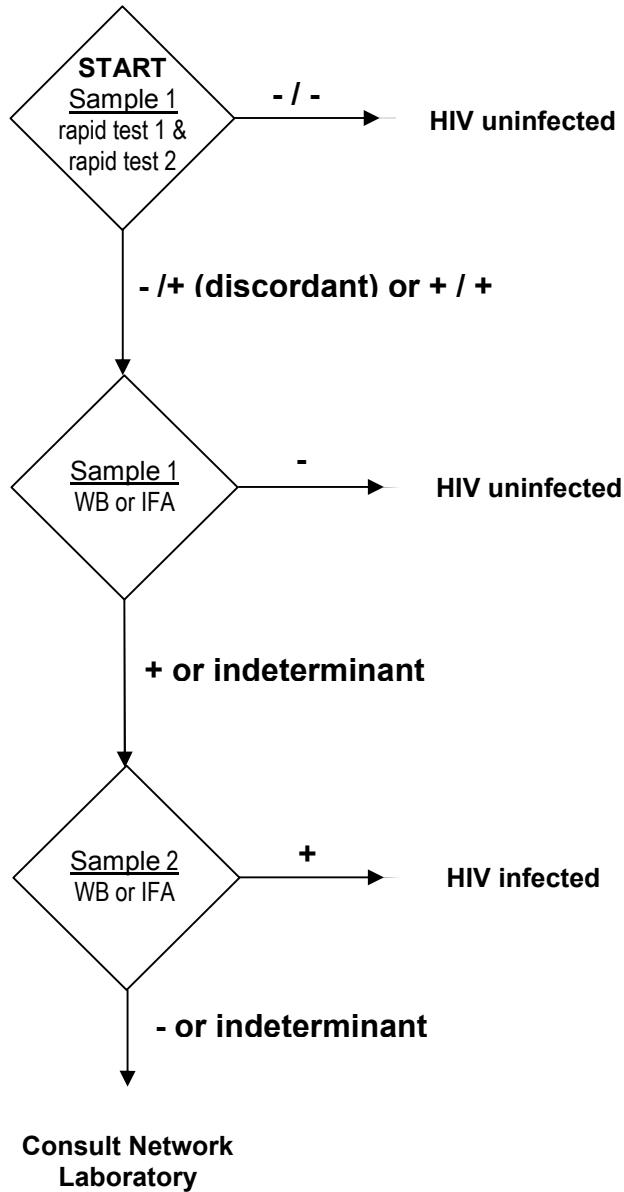 START
Sample 1
rapid test 1 &
rapid test 2
- / -
HIV uninfected
- /+ (discordant) or + / +
Sample 1
WB or IFA
-
HIV uninfected
+ or indeterminant
Sample 2
WB or IFA
+
HIV infected
- or indeterminant
Consult Network
Laboratory